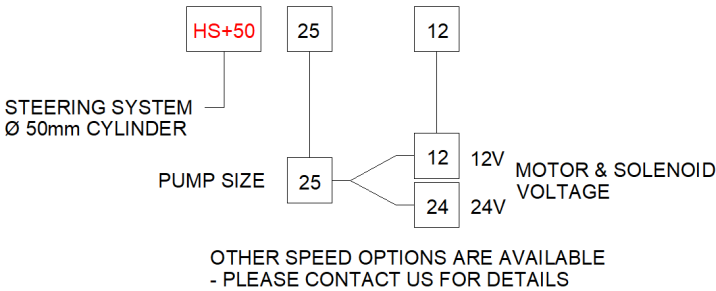 HS+50 25 12
STEERING SYSTEM
Ø 50mm CYLINDER
12 12V
MOTOR & SOLENOID
VOLTAGE
PUMP SIZE 25
24 24V
OTHER SPEED OPTIONS ARE AVAILABLE
- PLEASE CONTACT US FOR DETAILS